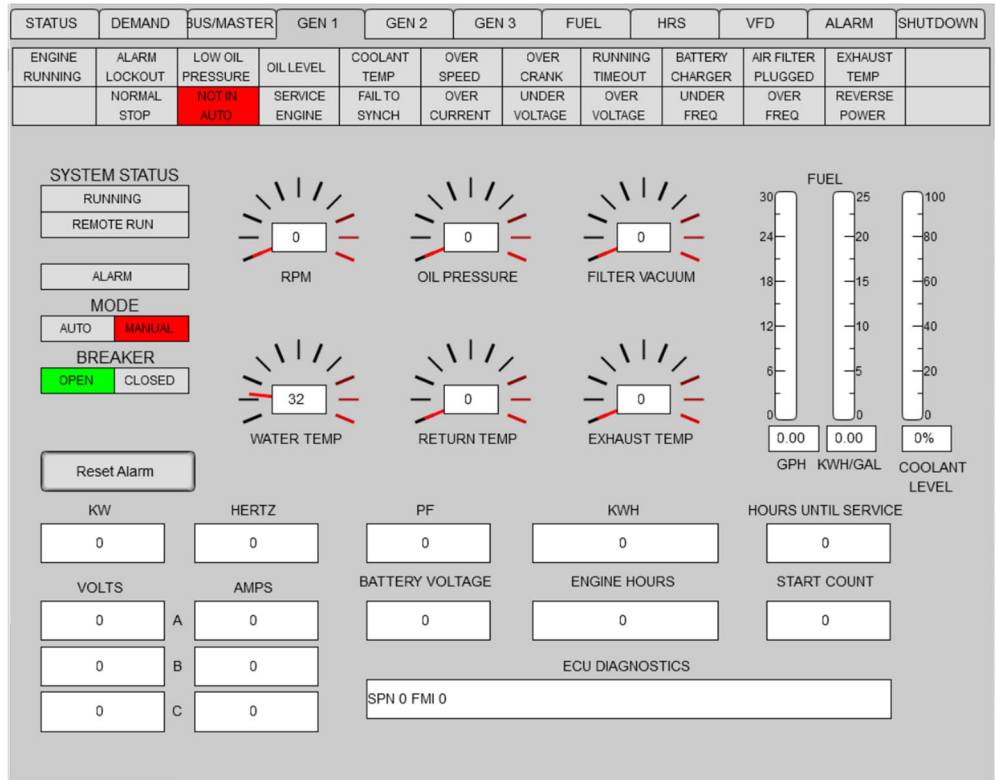 STATUS DEMAND BUS/MASTER GEN 1 GEN 2 GEN 3 FUEL HRS VFD ALARM SHUTDOWN
ENGINE RUNNING ALARM LOCKOUT LOW OIL PRESSURE OIL LEVEL COOLANT TEMP OVER SPEED OVER CRANK RUNNING TIMEOUT BATTERY CHARGER AIR FILTER PLUGGED EXHAUST TEMP
NORMAL STOP NOT IN AUTO SERVICE ENGINE FAIL TO SYNCH OVER CURRENT UNDER VOLTAGE OVER VOLTAGE UNDER FREQ OVER FREQ REVERSE POWER
SYSTEM STATUS
RUNNING
REMOTE RUN
ALARM
MODE
AUTO MANUAL
BREAKER
OPEN CLOSED
Reset Alarm
0
RPM
0
OIL PRESSURE
0
FILTER VACUUM
32
WATER TEMP
0
RETURN TEMP
0
EXHAUST TEMP
FUEL
30 25 100
24 20 80
18 15 60
12 10 40
6 5 20
0 0 0
0.00 0.00 0%
GPH KWH/GAL COOLANT
LEVEL
KW HERTZ PF KWH HOURS UNTIL SERVICE
0 0 0 0 0
VOLTS AMPS BATTERY VOLTAGE ENGINE HOURS START COUNT
0 A 0 0 0 0
0 B 0
0 C 0
ECU DIAGNOSTICS
SPN 0 FMI 0